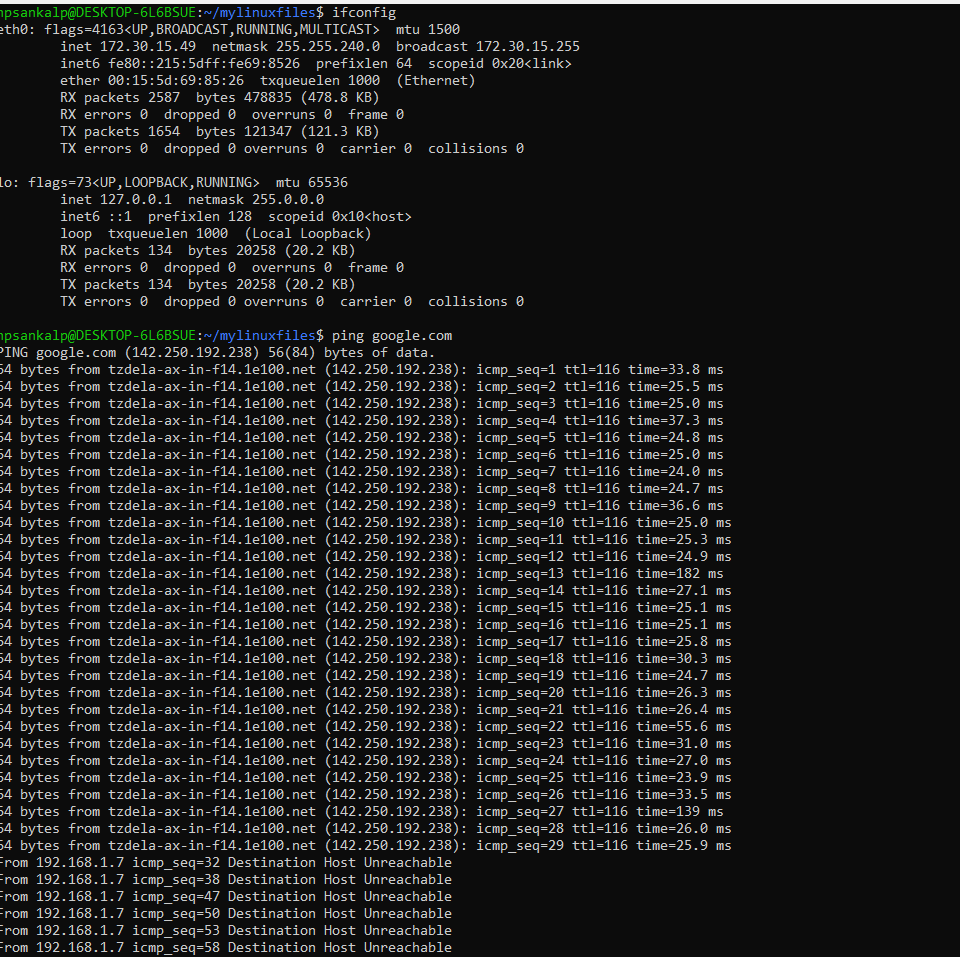 npsankalp@DESKTOP-6L6BSUE:~/mylinuxfiles$ ifconfig
eth0: flags=4163<UP,BROADCAST,RUNNING,MULTICAST>  mtu 1500
inet 172.30.15.49  netmask 255.255.240.0  broadcast 172.30.15.255
inet6 fe80::215:5dff:fe69:8526  prefixlen 64  scopeid 0x20<link>
ether 00:15:5d:69:85:26  txqueuelen 1000  (Ethernet)
RX packets 2587  bytes 478835 (478.8 KB)
RX errors 0  dropped 0  overruns 0  frame 0
TX packets 1654  bytes 121347 (121.3 KB)
TX errors 0  dropped 0 overruns 0  carrier 0  collisions 0
lo: flags=73<UP,LOOPBACK,RUNNING>  mtu 65536
inet 127.0.0.1  netmask 255.0.0.0
inet6 ::1  prefixlen 128  scopeid 0x10<host>
loop  txqueuelen 1000  (Local Loopback)
RX packets 134  bytes 20258 (20.2 KB)
RX errors 0  dropped 0  overruns 0  frame 0
TX packets 134  bytes 20258 (20.2 KB)
TX errors 0  dropped 0 overruns 0  carrier 0  collisions 0
npsankalp@DESKTOP-6L6BSUE:~/mylinuxfiles$ ping google.com
PING google.com (142.250.192.238) 56(84) bytes of data.
64 bytes from tzdela-ax-in-f14.1e100.net (142.250.192.238): icmp_seq=1 ttl=116 time=33.8 ms
64 bytes from tzdela-ax-in-f14.1e100.net (142.250.192.238): icmp_seq=2 ttl=116 time=25.5 ms
64 bytes from tzdela-ax-in-f14.1e100.net (142.250.192.238): icmp_seq=3 ttl=116 time=25.0 ms
64 bytes from tzdela-ax-in-f14.1e100.net (142.250.192.238): icmp_seq=4 ttl=116 time=37.3 ms
64 bytes from tzdela-ax-in-f14.1e100.net (142.250.192.238): icmp_seq=5 ttl=116 time=24.8 ms
64 bytes from tzdela-ax-in-f14.1e100.net (142.250.192.238): icmp_seq=6 ttl=116 time=25.0 ms
64 bytes from tzdela-ax-in-f14.1e100.net (142.250.192.238): icmp_seq=7 ttl=116 time=24.0 ms
64 bytes from tzdela-ax-in-f14.1e100.net (142.250.192.238): icmp_seq=8 ttl=116 time=24.7 ms
64 bytes from tzdela-ax-in-f14.1e100.net (142.250.192.238): icmp_seq=9 ttl=116 time=36.6 ms
64 bytes from tzdela-ax-in-f14.1e100.net (142.250.192.238): icmp_seq=10 ttl=116 time=25.0 ms
64 bytes from tzdela-ax-in-f14.1e100.net (142.250.192.238): icmp_seq=11 ttl=116 time=25.3 ms
64 bytes from tzdela-ax-in-f14.1e100.net (142.250.192.238): icmp_seq=12 ttl=116 time=24.9 ms
64 bytes from tzdela-ax-in-f14.1e100.net (142.250.192.238): icmp_seq=13 ttl=116 time=182 ms
64 bytes from tzdela-ax-in-f14.1e100.net (142.250.192.238): icmp_seq=14 ttl=116 time=27.1 ms
64 bytes from tzdela-ax-in-f14.1e100.net (142.250.192.238): icmp_seq=15 ttl=116 time=25.1 ms
64 bytes from tzdela-ax-in-f14.1e100.net (142.250.192.238): icmp_seq=16 ttl=116 time=25.1 ms
64 bytes from tzdela-ax-in-f14.1e100.net (142.250.192.238): icmp_seq=17 ttl=116 time=25.8 ms
64 bytes from tzdela-ax-in-f14.1e100.net (142.250.192.238): icmp_seq=18 ttl=116 time=30.3 ms
64 bytes from tzdela-ax-in-f14.1e100.net (142.250.192.238): icmp_seq=19 ttl=116 time=24.7 ms
64 bytes from tzdela-ax-in-f14.1e100.net (142.250.192.238): icmp_seq=20 ttl=116 time=26.3 ms
64 bytes from tzdela-ax-in-f14.1e100.net (142.250.192.238): icmp_seq=21 ttl=116 time=26.4 ms
64 bytes from tzdela-ax-in-f14.1e100.net (142.250.192.238): icmp_seq=22 ttl=116 time=55.6 ms
64 bytes from tzdela-ax-in-f14.1e100.net (142.250.192.238): icmp_seq=23 ttl=116 time=31.0 ms
64 bytes from tzdela-ax-in-f14.1e100.net (142.250.192.238): icmp_seq=24 ttl=116 time=27.0 ms
64 bytes from tzdela-ax-in-f14.1e100.net (142.250.192.238): icmp_seq=25 ttl=116 time=23.9 ms
64 bytes from tzdela-ax-in-f14.1e100.net (142.250.192.238): icmp_seq=26 ttl=116 time=33.5 ms
64 bytes from tzdela-ax-in-f14.1e100.net (142.250.192.238): icmp_seq=27 ttl=116 time=139 ms
64 bytes from tzdela-ax-in-f14.1e100.net (142.250.192.238): icmp_seq=28 ttl=116 time=26.0 ms
64 bytes from tzdela-ax-in-f14.1e100.net (142.250.192.238): icmp_seq=29 ttl=116 time=25.9 ms
From 192.168.1.7 icmp_seq=32 Destination Host Unreachable
From 192.168.1.7 icmp_seq=38 Destination Host Unreachable
From 192.168.1.7 icmp_seq=47 Destination Host Unreachable
From 192.168.1.7 icmp_seq=50 Destination Host Unreachable
From 192.168.1.7 icmp_seq=53 Destination Host Unreachable
From 192.168.1.7 icmp_seq=58 Destination Host Unreachable